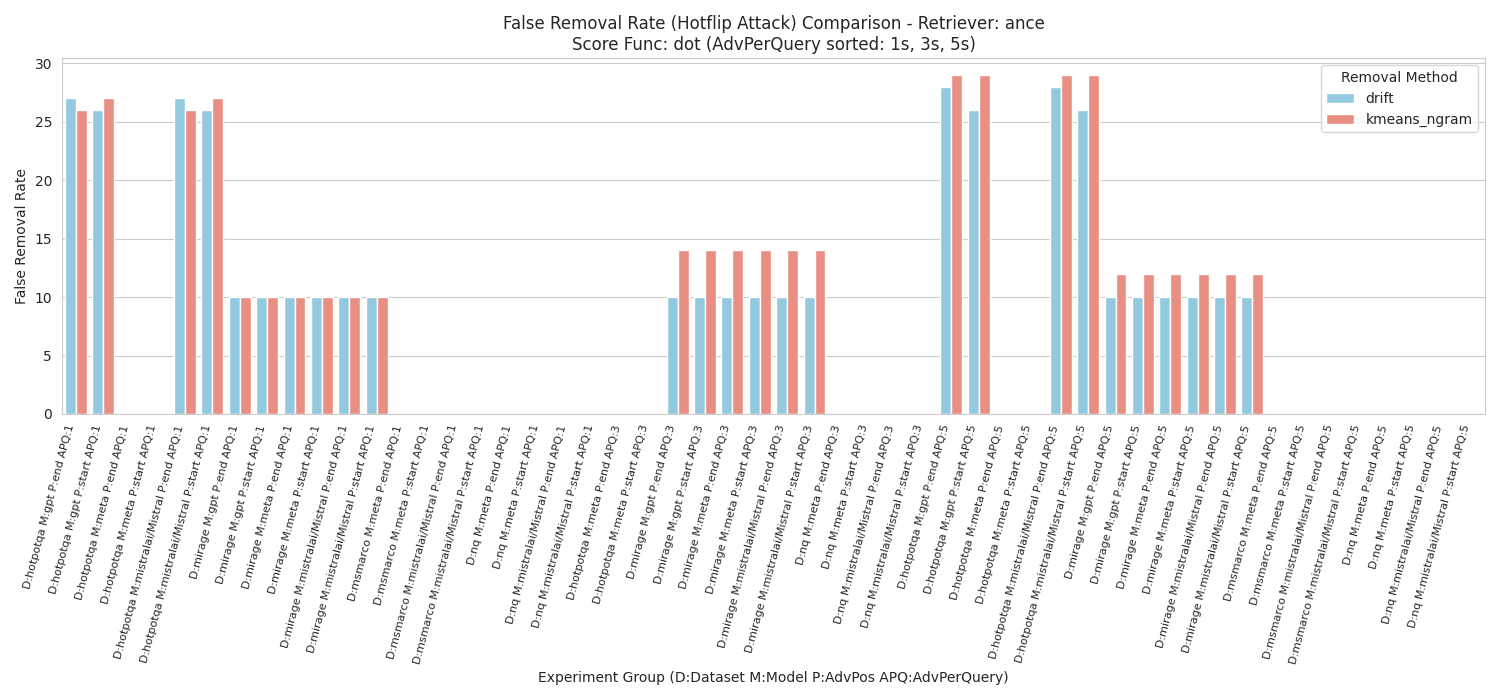 False Removal Rate (Hotflip Attack) Comparison - Retriever: ance
Score Func: dot (AdvPerQuery sorted: 1s, 3s, 5s)
Removal Method
drift
kmeans_ngram
False Removal Rate
30
25
20
15
10
5
0
D:hotpotqa M:gpt P:end APQ:1
D:hotpotqa M:gpt P:start APQ:1
D:hotpotqa M:meta P:end APQ:1
D:hotpotqa M:meta P:start APQ:1
D:hotpotqa M:mistralai/Mistral P:end APQ:1
D:hotpotqa M:mistralai/Mistral P:start APQ:1
D:mirage M:gpt P:end APQ:1
D:mirage M:gpt P:start APQ:1
D:mirage M:meta P:end APQ:1
D:mirage M:meta P:start APQ:1
D:mirage M:mistralai/Mistral P:end APQ:1
D:mirage M:mistralai/Mistral P:start APQ:1
D:msmarco M:meta P:end APQ:1
D:msmarco M:meta P:start APQ:1
D:msmarco M:mistralai/Mistral P:end APQ:1
D:msmarco M:mistralai/Mistral P:start APQ:1
D:nq M:meta P:end APQ:1
D:nq M:meta P:start APQ:1
D:nq M:mistralai/Mistral P:end APQ:1
D:nq M:mistralai/Mistral P:start APQ:1
D:hotpotqa M:meta P:end APQ:3
D:hotpotqa M:meta P:start APQ:3
D:mirage M:gpt P:end APQ:3
D:mirage M:gpt P:start APQ:3
D:mirage M:meta P:end APQ:3
D:mirage M:meta P:start APQ:3
D:mirage M:mistralai/Mistral P:end APQ:3
D:mirage M:mistralai/Mistral P:start APQ:3
D:nq M:meta P:end APQ:3
D:nq M:meta P:start APQ:3
D:nq M:mistralai/Mistral P:end APQ:3
D:nq M:mistralai/Mistral P:start APQ:3
D:hotpotqa M:gpt P:end APQ:5
D:hotpotqa M:gpt P:start APQ:5
D:hotpotqa M:meta P:end APQ:5
D:hotpotqa M:meta P:start APQ:5
D:hotpotqa M:mistralai/Mistral P:end APQ:5
D:hotpotqa M:mistralai/Mistral P:start APQ:5
D:mirage M:gpt P:end APQ:5
D:mirage M:gpt P:start APQ:5
D:mirage M:meta P:end APQ:5
D:mirage M:meta P:start APQ:5
D:mirage M:mistralai/Mistral P:end APQ:5
D:mirage M:mistralai/Mistral P:start APQ:5
D:msmarco M:meta P:end APQ:5
D:msmarco M:meta P:start APQ:5
D:msmarco M:mistralai/Mistral P:end APQ:5
D:msmarco M:mistralai/Mistral P:start APQ:5
D:nq M:meta P:end APQ:5
D:nq M:meta P:start APQ:5
D:nq M:mistralai/Mistral P:end APQ:5
D:nq M:mistralai/Mistral P:start APQ:5
Experiment Group (D:Dataset M:Model P:AdvPos APQ:AdvPerQuery)